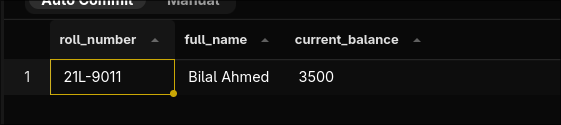 Auto Commit Manual
roll_number full_name current_balance
1 21L-9011 Bilal Ahmed 3500